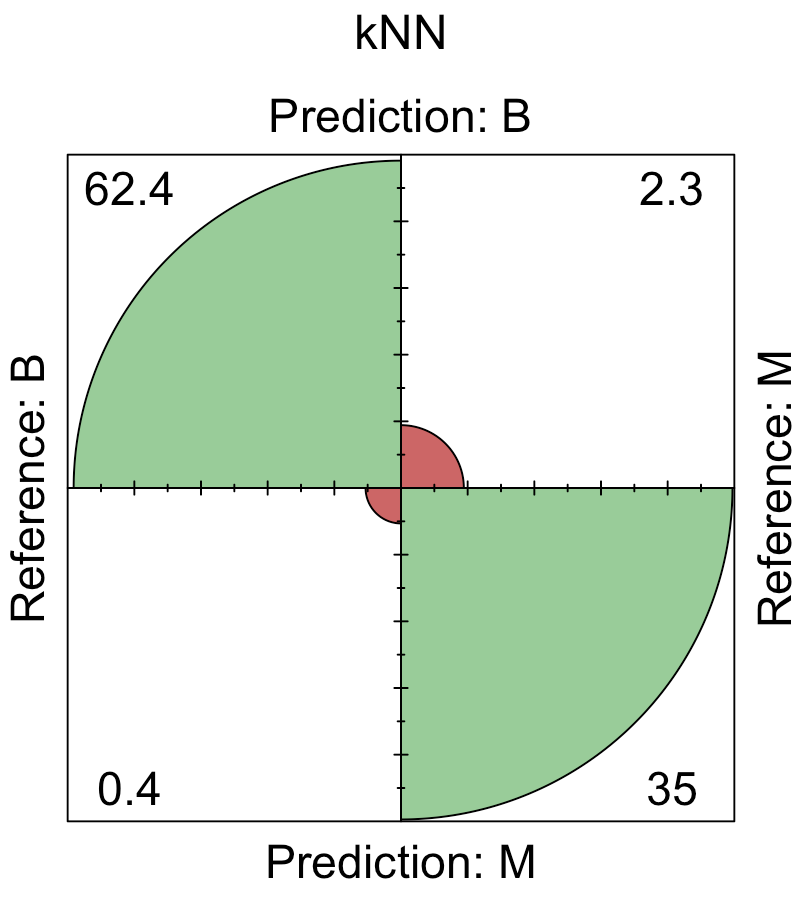 kNN
Prediction: B
62.4
2.3
Reference: B
Reference: M
0.4
35
Prediction: M